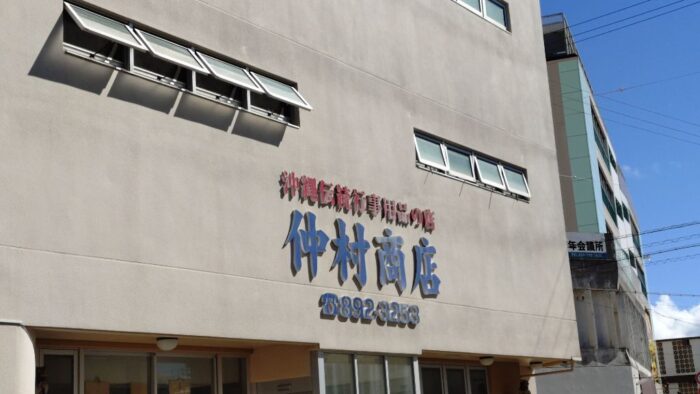 沖縄伝統行事用品の店
仲村商店
☎892-3253
年会議所